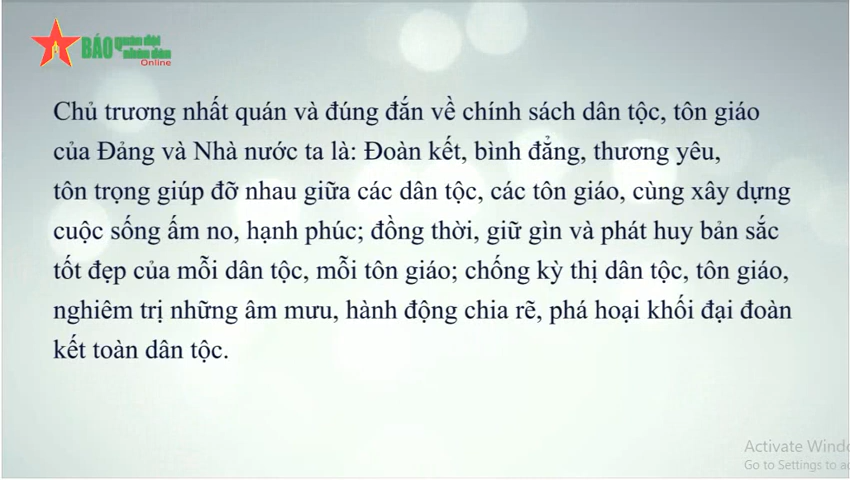 BÁO Quân đội nhân dân
Online
Chủ trương nhất quán và đúng đắn về chính sách dân tộc, tôn giáo
của Đảng và Nhà nước ta là: Đoàn kết, bình đẳng, thương yêu,
tôn trọng giúp đỡ nhau giữa các dân tộc, các tôn giáo, cùng xây dựng
cuộc sống ấm no, hạnh phúc; đồng thời, giữ gìn và phát huy bản sắc
tốt đẹp của mỗi dân tộc, mỗi tôn giáo; chống kỳ thị dân tộc, tôn giáo,
nghiêm trị những âm mưu, hành động chia rẽ, phá hoại khối đại đoàn
kết toàn dân tộc.
Activate Windo
Go to Settings to a